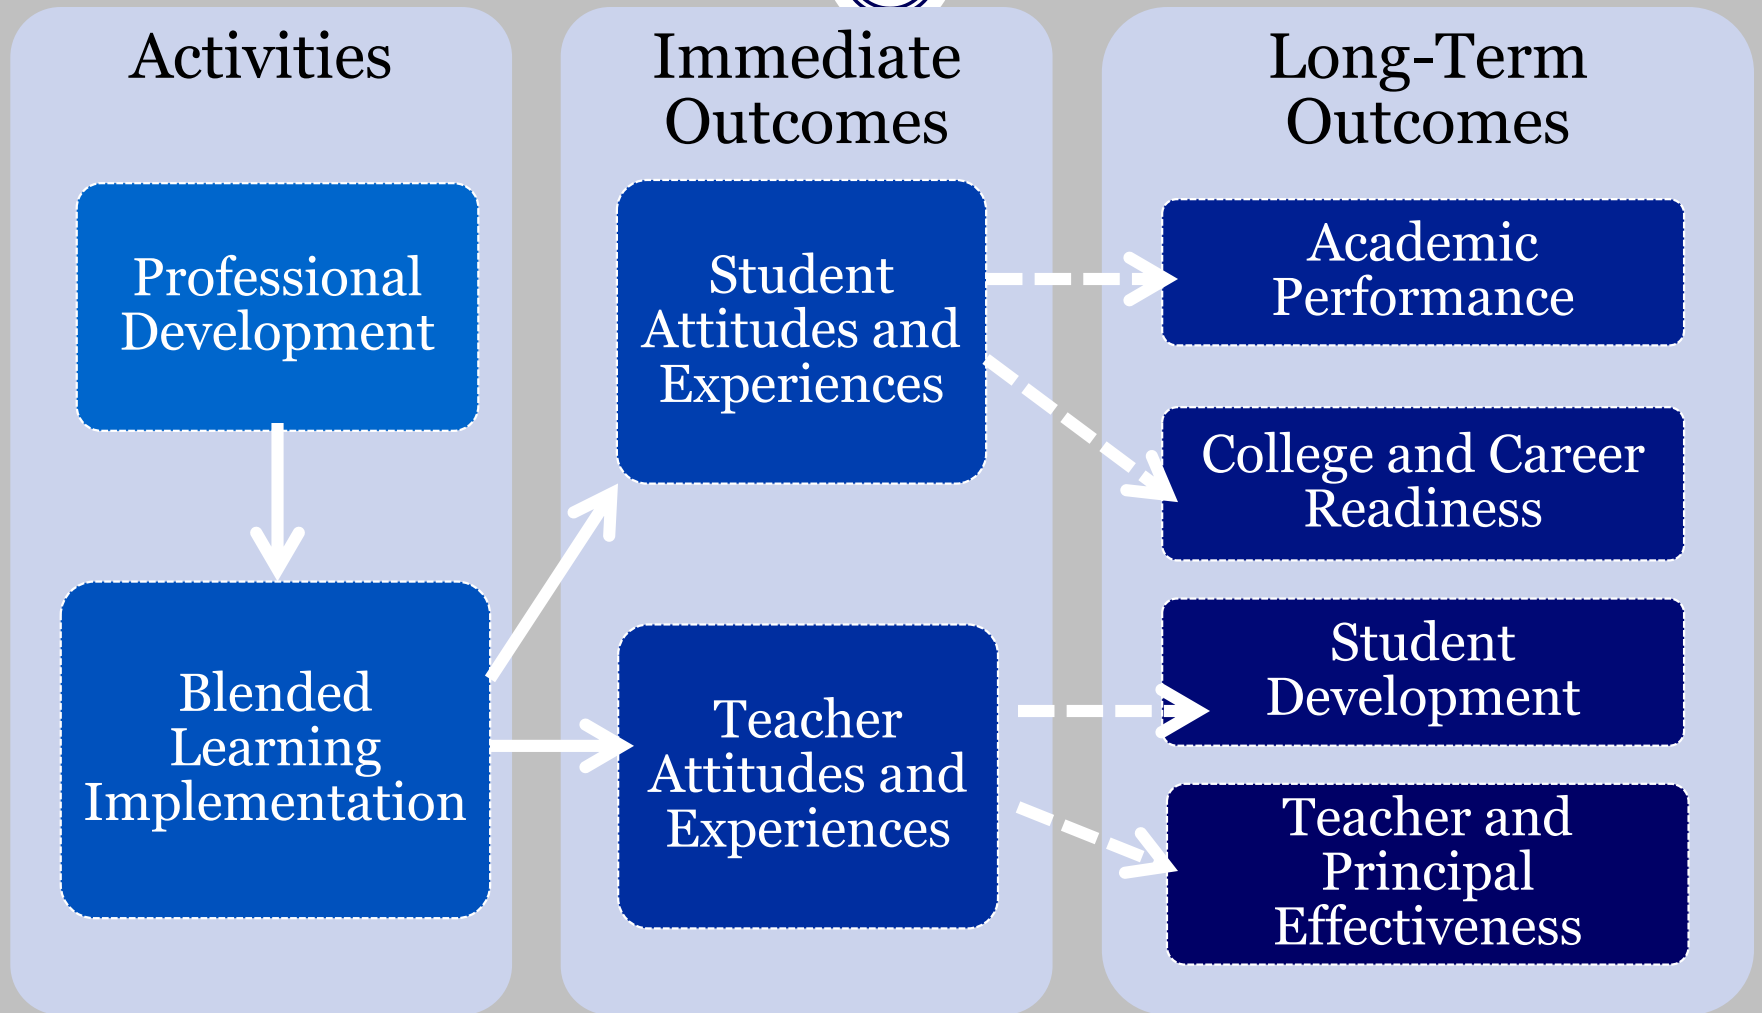 Activities
Professional
Development
Blended
Learning
Implementation
Immediate
Outcomes
Student
Attitudes and
Experiences
Teacher
Attitudes and
Experiences
Long-Term
Outcomes
Academic
Performance
College and Career
Readiness
Student
Development
Teacher and
Principal
Effectiveness